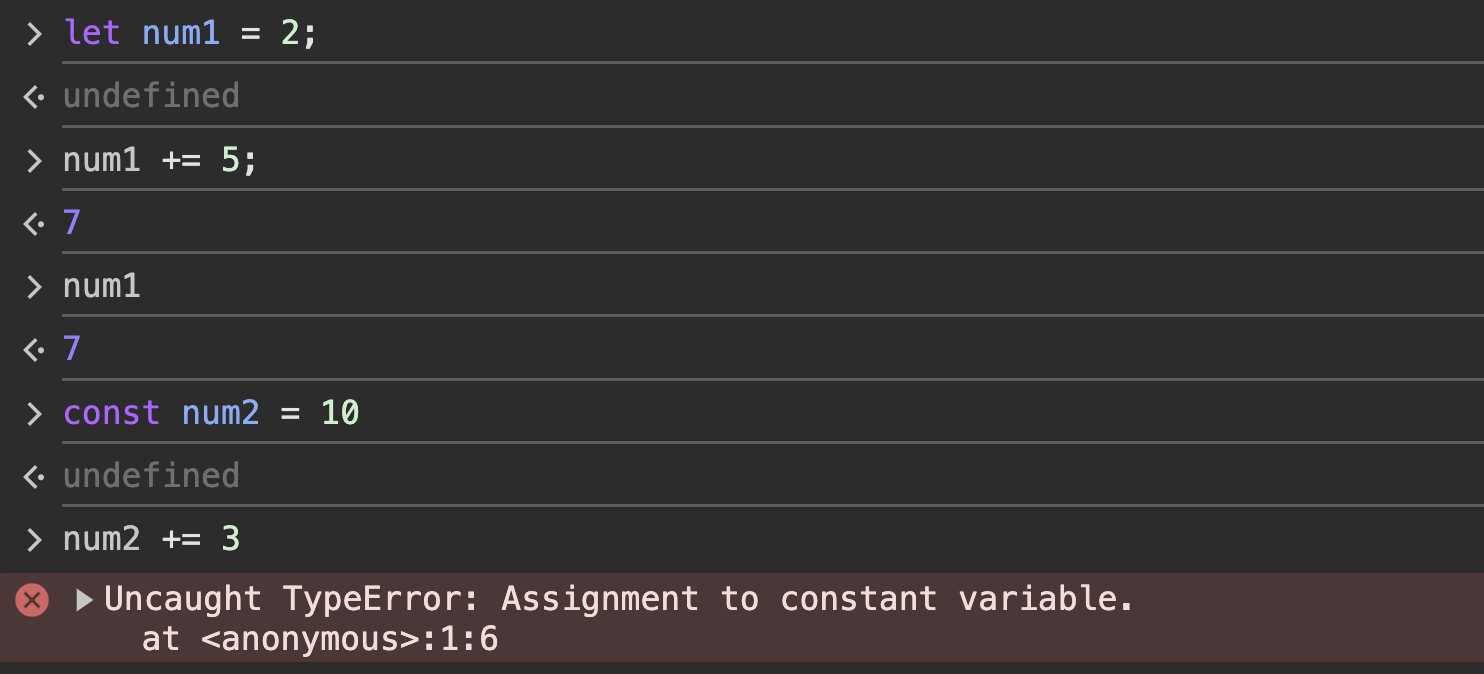 let num1 = 2;
undefined
num1 += 5;
7
num1
7
const num2 = 10
undefined
num2 += 3
Uncaught TypeError: Assignment to constant variable.
at <anonymous>:1:6